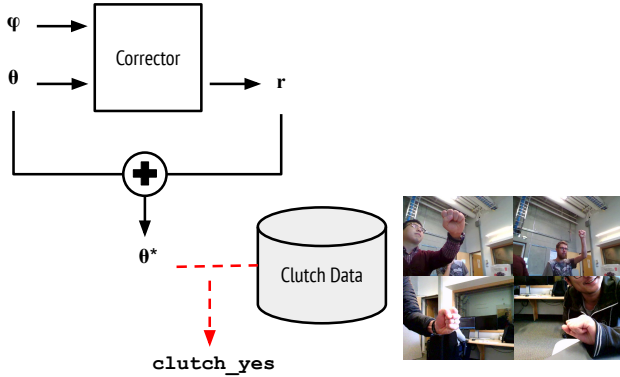 φ
Corrector
θ
r
θ*
Clutch Data
clutch_yes